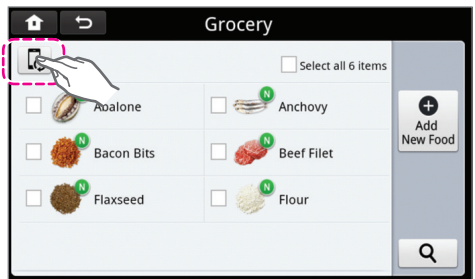 Grocery
Select all 6 items
Abalone
N
Anchovy
N
Bacon Bits
N
Beef Filet
N
Flaxseed
N
Flour
N
Add
New Food